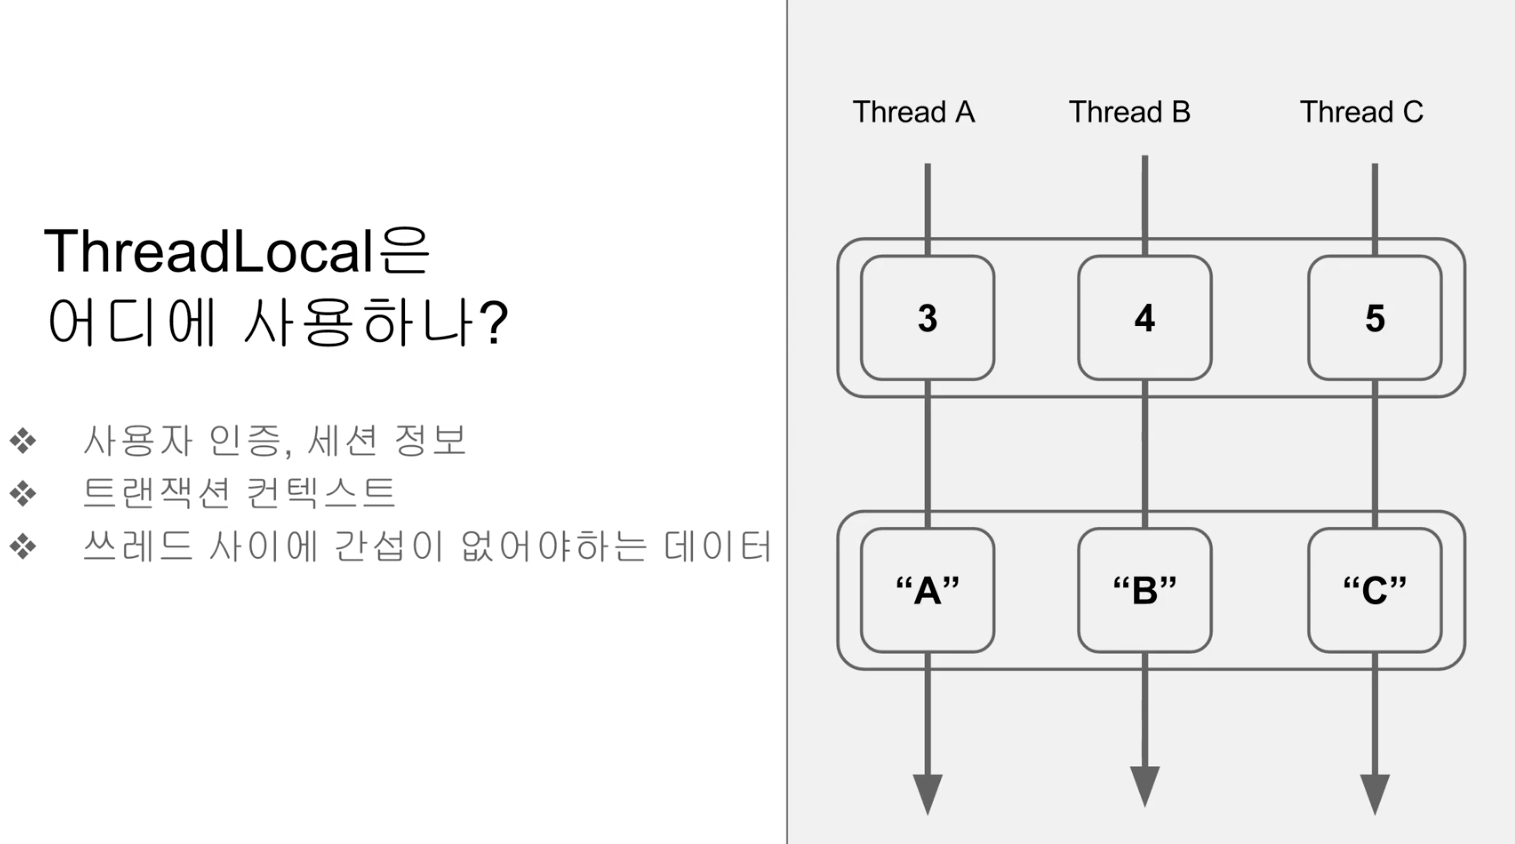 ThreadLocal은
어디에 사용하나?
사용자 인증, 세션 정보
트랜잭션 컨텍스트
쓰레드 사이에 간섭이 없어야하는 데이터
Thread A Thread B Thread C
3 4 5
“A” “B” “C”